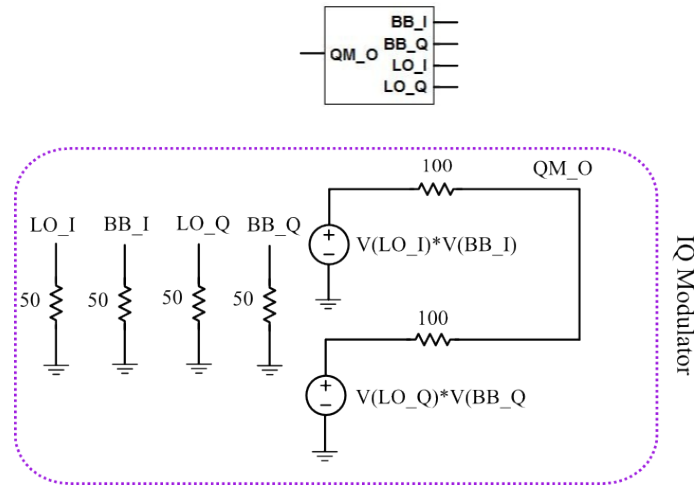 BB_I
BB_Q
QM_O
LO_I
LO_Q
100
QM_O
LO_I
BB_I
LO_Q
BB_Q
V(LO_I)*V(BB_I)
50
50
50
50
100
V(LO_Q)*V(BB_Q
IQ Modulator